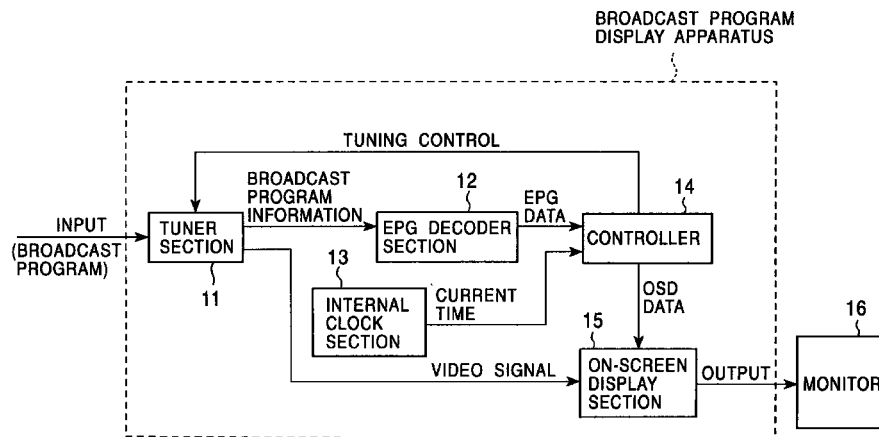 BROADCAST PROGRAM
DISPLAY APPARATUS
TUNING CONTROL
BROADCAST
PROGRAM
INFORMATION
12
EPG
DATA
14
INPUT
(BROADCAST
PROGRAM)
TUNER
SECTION
11
EPG DECODER
SECTION
CONTROLLER
13
INTERNAL
CLOCK
SECTION
CURRENT
TIME
OSD
DATA
15
16
VIDEO SIGNAL
ON-SCREEN
DISPLAY
SECTION
OUTPUT
MONITOR